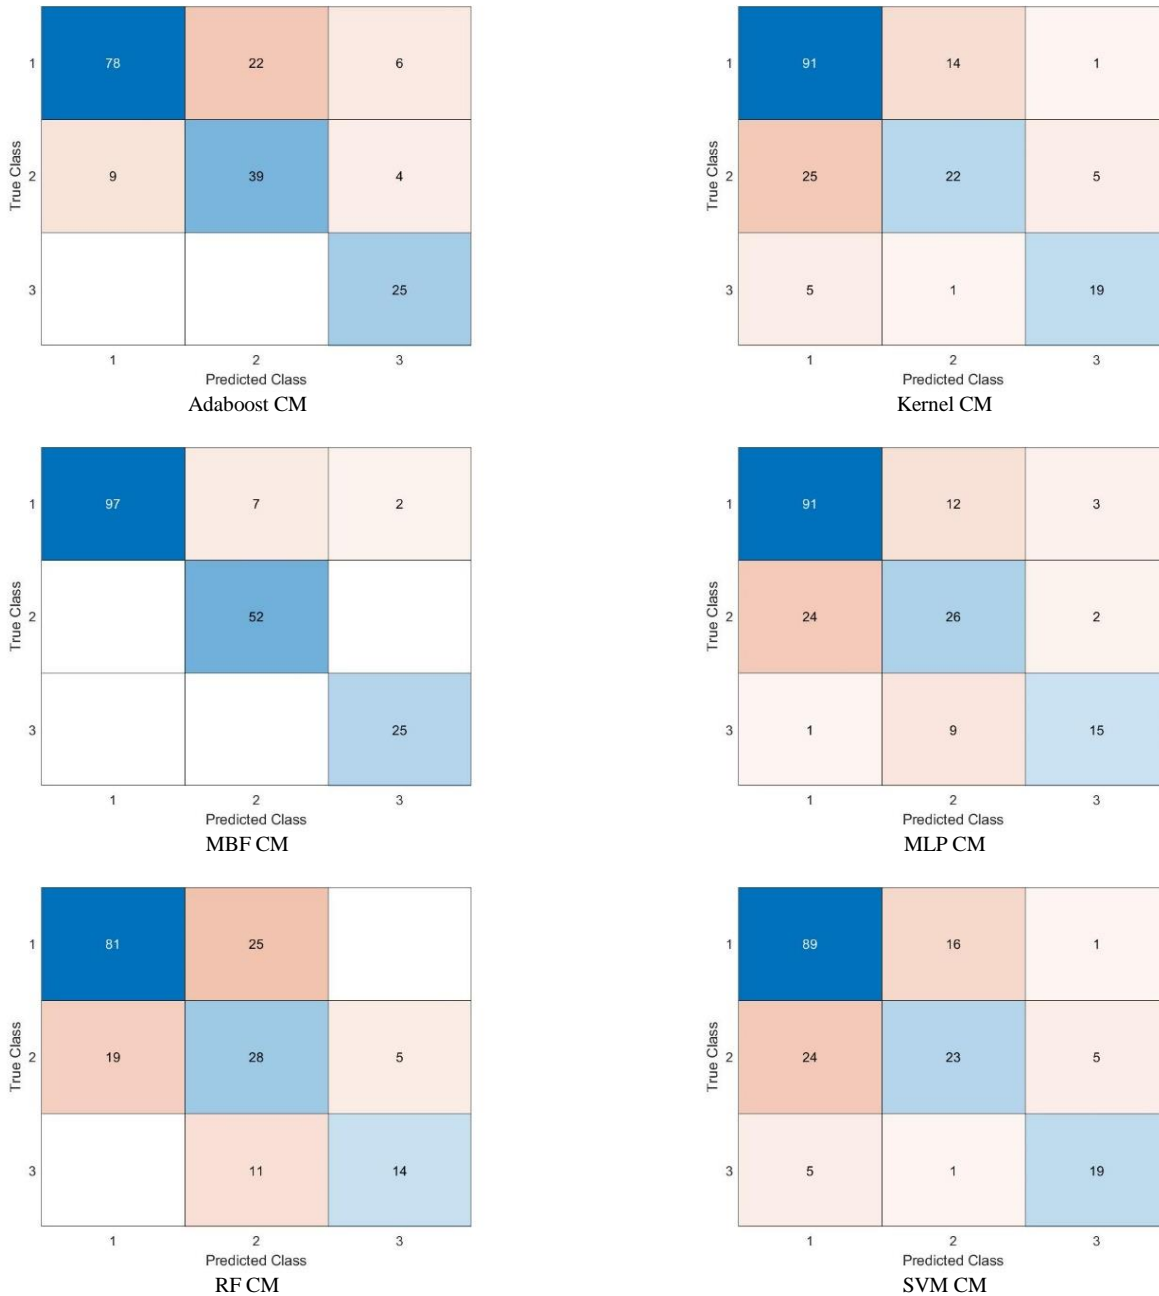 True Class
1 78 22 6
2 9 39 4
3 25
1 2 3
Predicted Class
Adaboost CM
True Class
1 91 14 1
2 25 22 5
3 5 1 19
1 2 3
Predicted Class
Kernel CM
True Class
1 97 7 2
2 52
3 25
1 2 3
Predicted Class
MBF CM
True Class
1 91 12 3
2 24 26 2
3 1 9 15
1 2 3
Predicted Class
MLP CM
True Class
1 81 25
2 19 28 5
3 11 14
1 2 3
Predicted Class
RF CM
True Class
1 89 16 1
2 24 23 5
3 5 1 19
1 2 3
Predicted Class
SVM CM